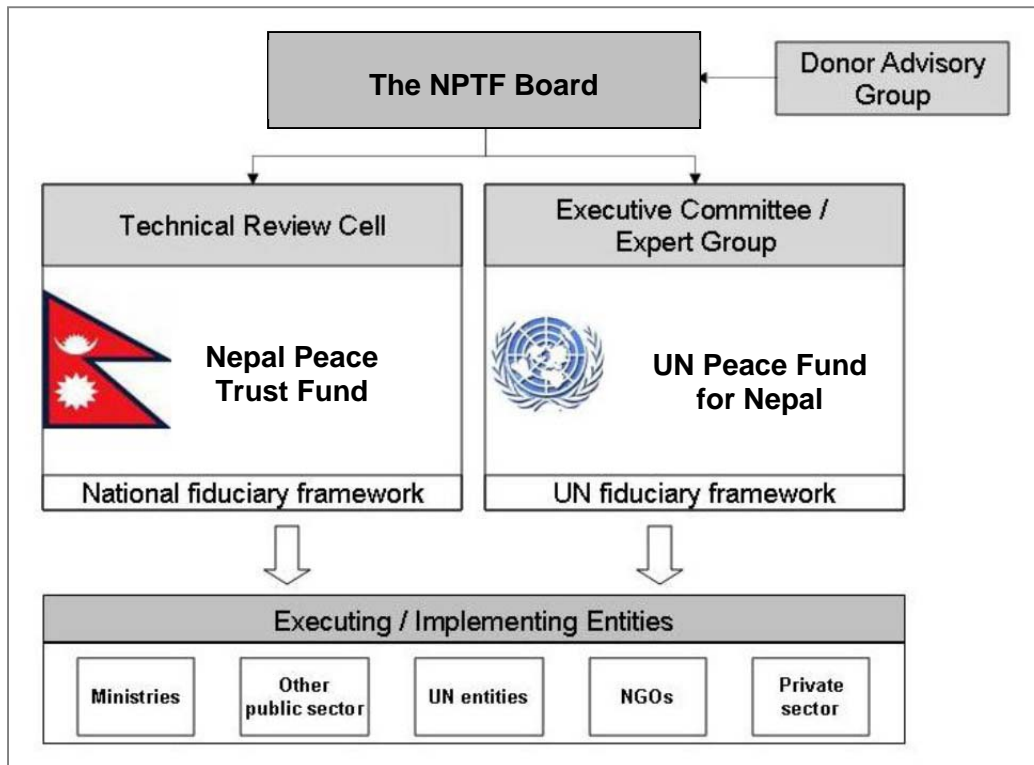 The NPTF Board
Donor Advisory
Group
Technical Review Cell
Executive Committee /
Expert Group
Nepal Peace
Trust Fund
UN Peace Fund
for Nepal
National fiduciary framework
UN fiduciary framework
Executing / Implementing Entities
Ministries
Other
public sector
UN entities
NGOs
Private
sector